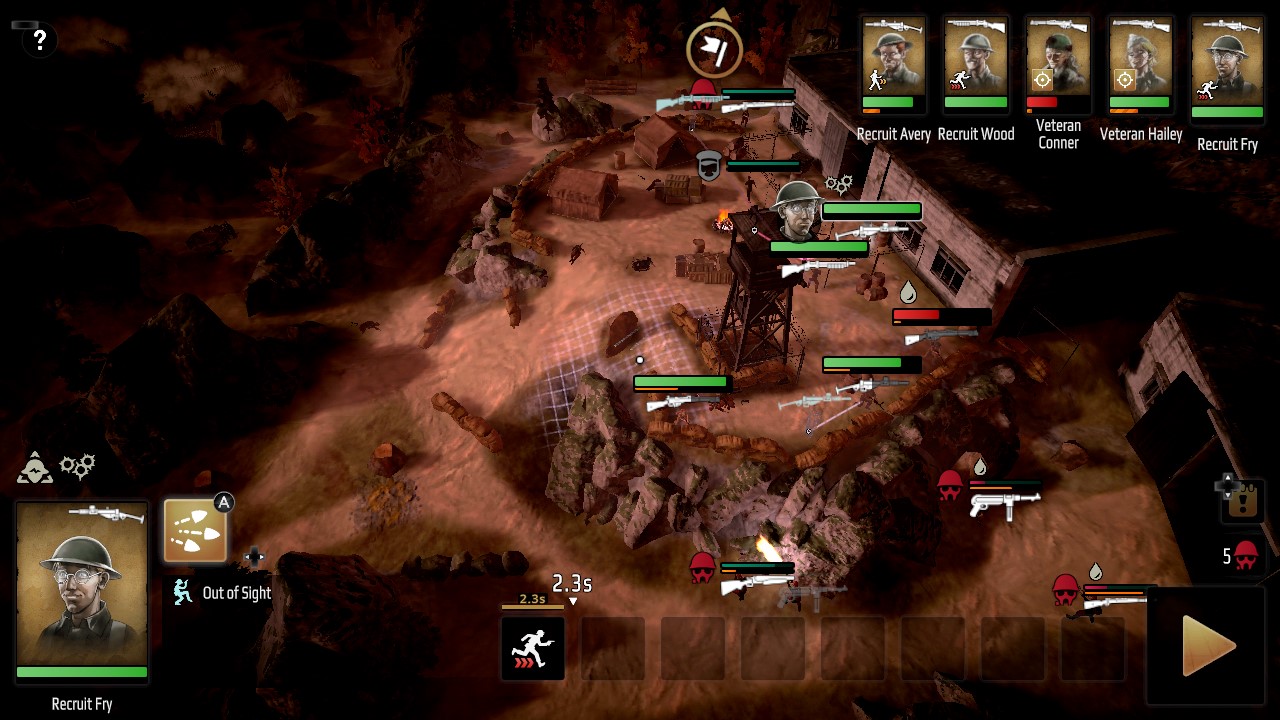 ?
Recruit Avery
Recruit Wood
Veteran
Conner
Veteran Hailey
Recruit Fry
A
Out of Sight
5
2.3s
2.3s
Recruit Fry